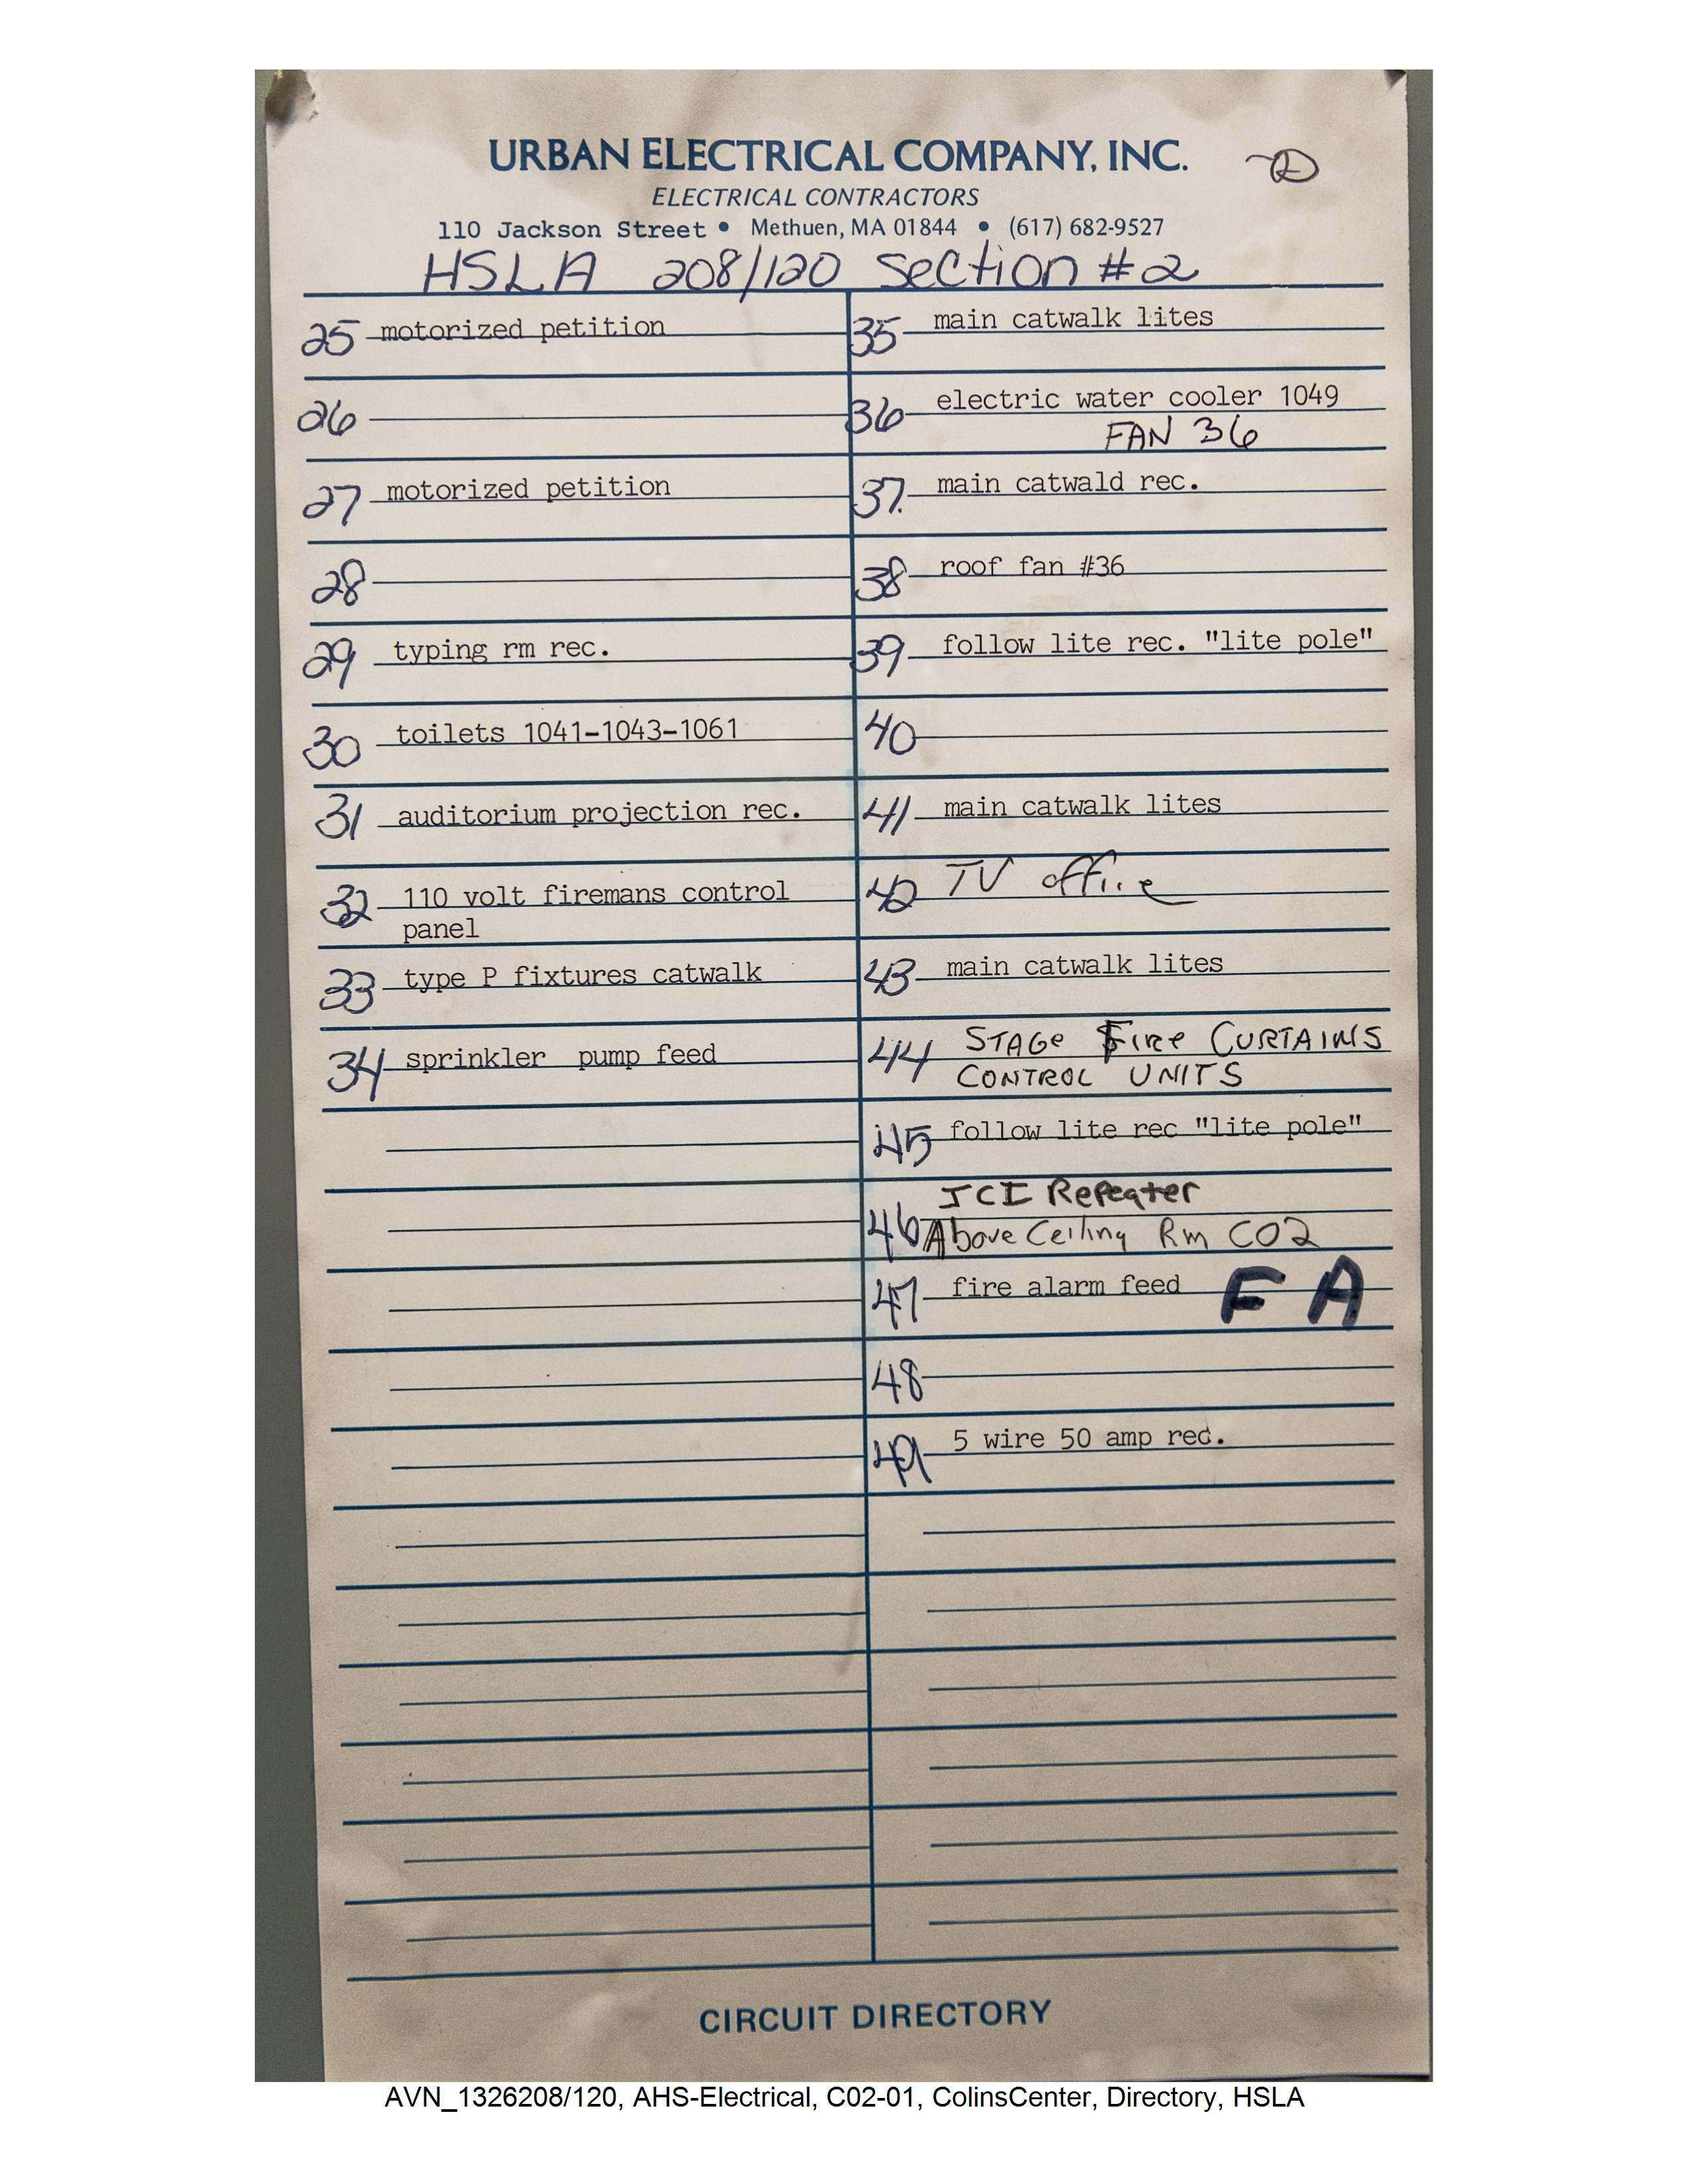 URBAN ELECTRICAL COMPANY, INC.
2
ELECTRICAL CONTRACTORS
110 Jackson Street • Methuen, MA 01844 • (617) 682-9527
HSLA 208/120 Section #2
25 motorized petition
26
27 motorized petition
28
29 typing rm rec.
30 toilets 1041-1043-1061
31 auditorium projection rec.
32 110 volt firemans control
panel
33 type P fixtures catwalk
34 sprinkler pump feed
35 main catwalk lites
36 electric water cooler 1049
FAN 36
37. main catwald rec.
38 roof fan #36
39 follow lite rec. "lite pole"
40
41 main catwalk lites
42 TV office
43 main catwalk lites
44 STAGE FIRE CURTAINS
CONTROL UNITS
45 follow lite rec "lite pole"
46 JCI Repeater
Above Ceiling Rm CO2
47 fire alarm feed FA
48
49 5 wire 50 amp rec.
CIRCUIT DIRECTORY
AVN_1326208/120, AHS-Electrical, C02-01, ColinsCenter, Directory, HSLA